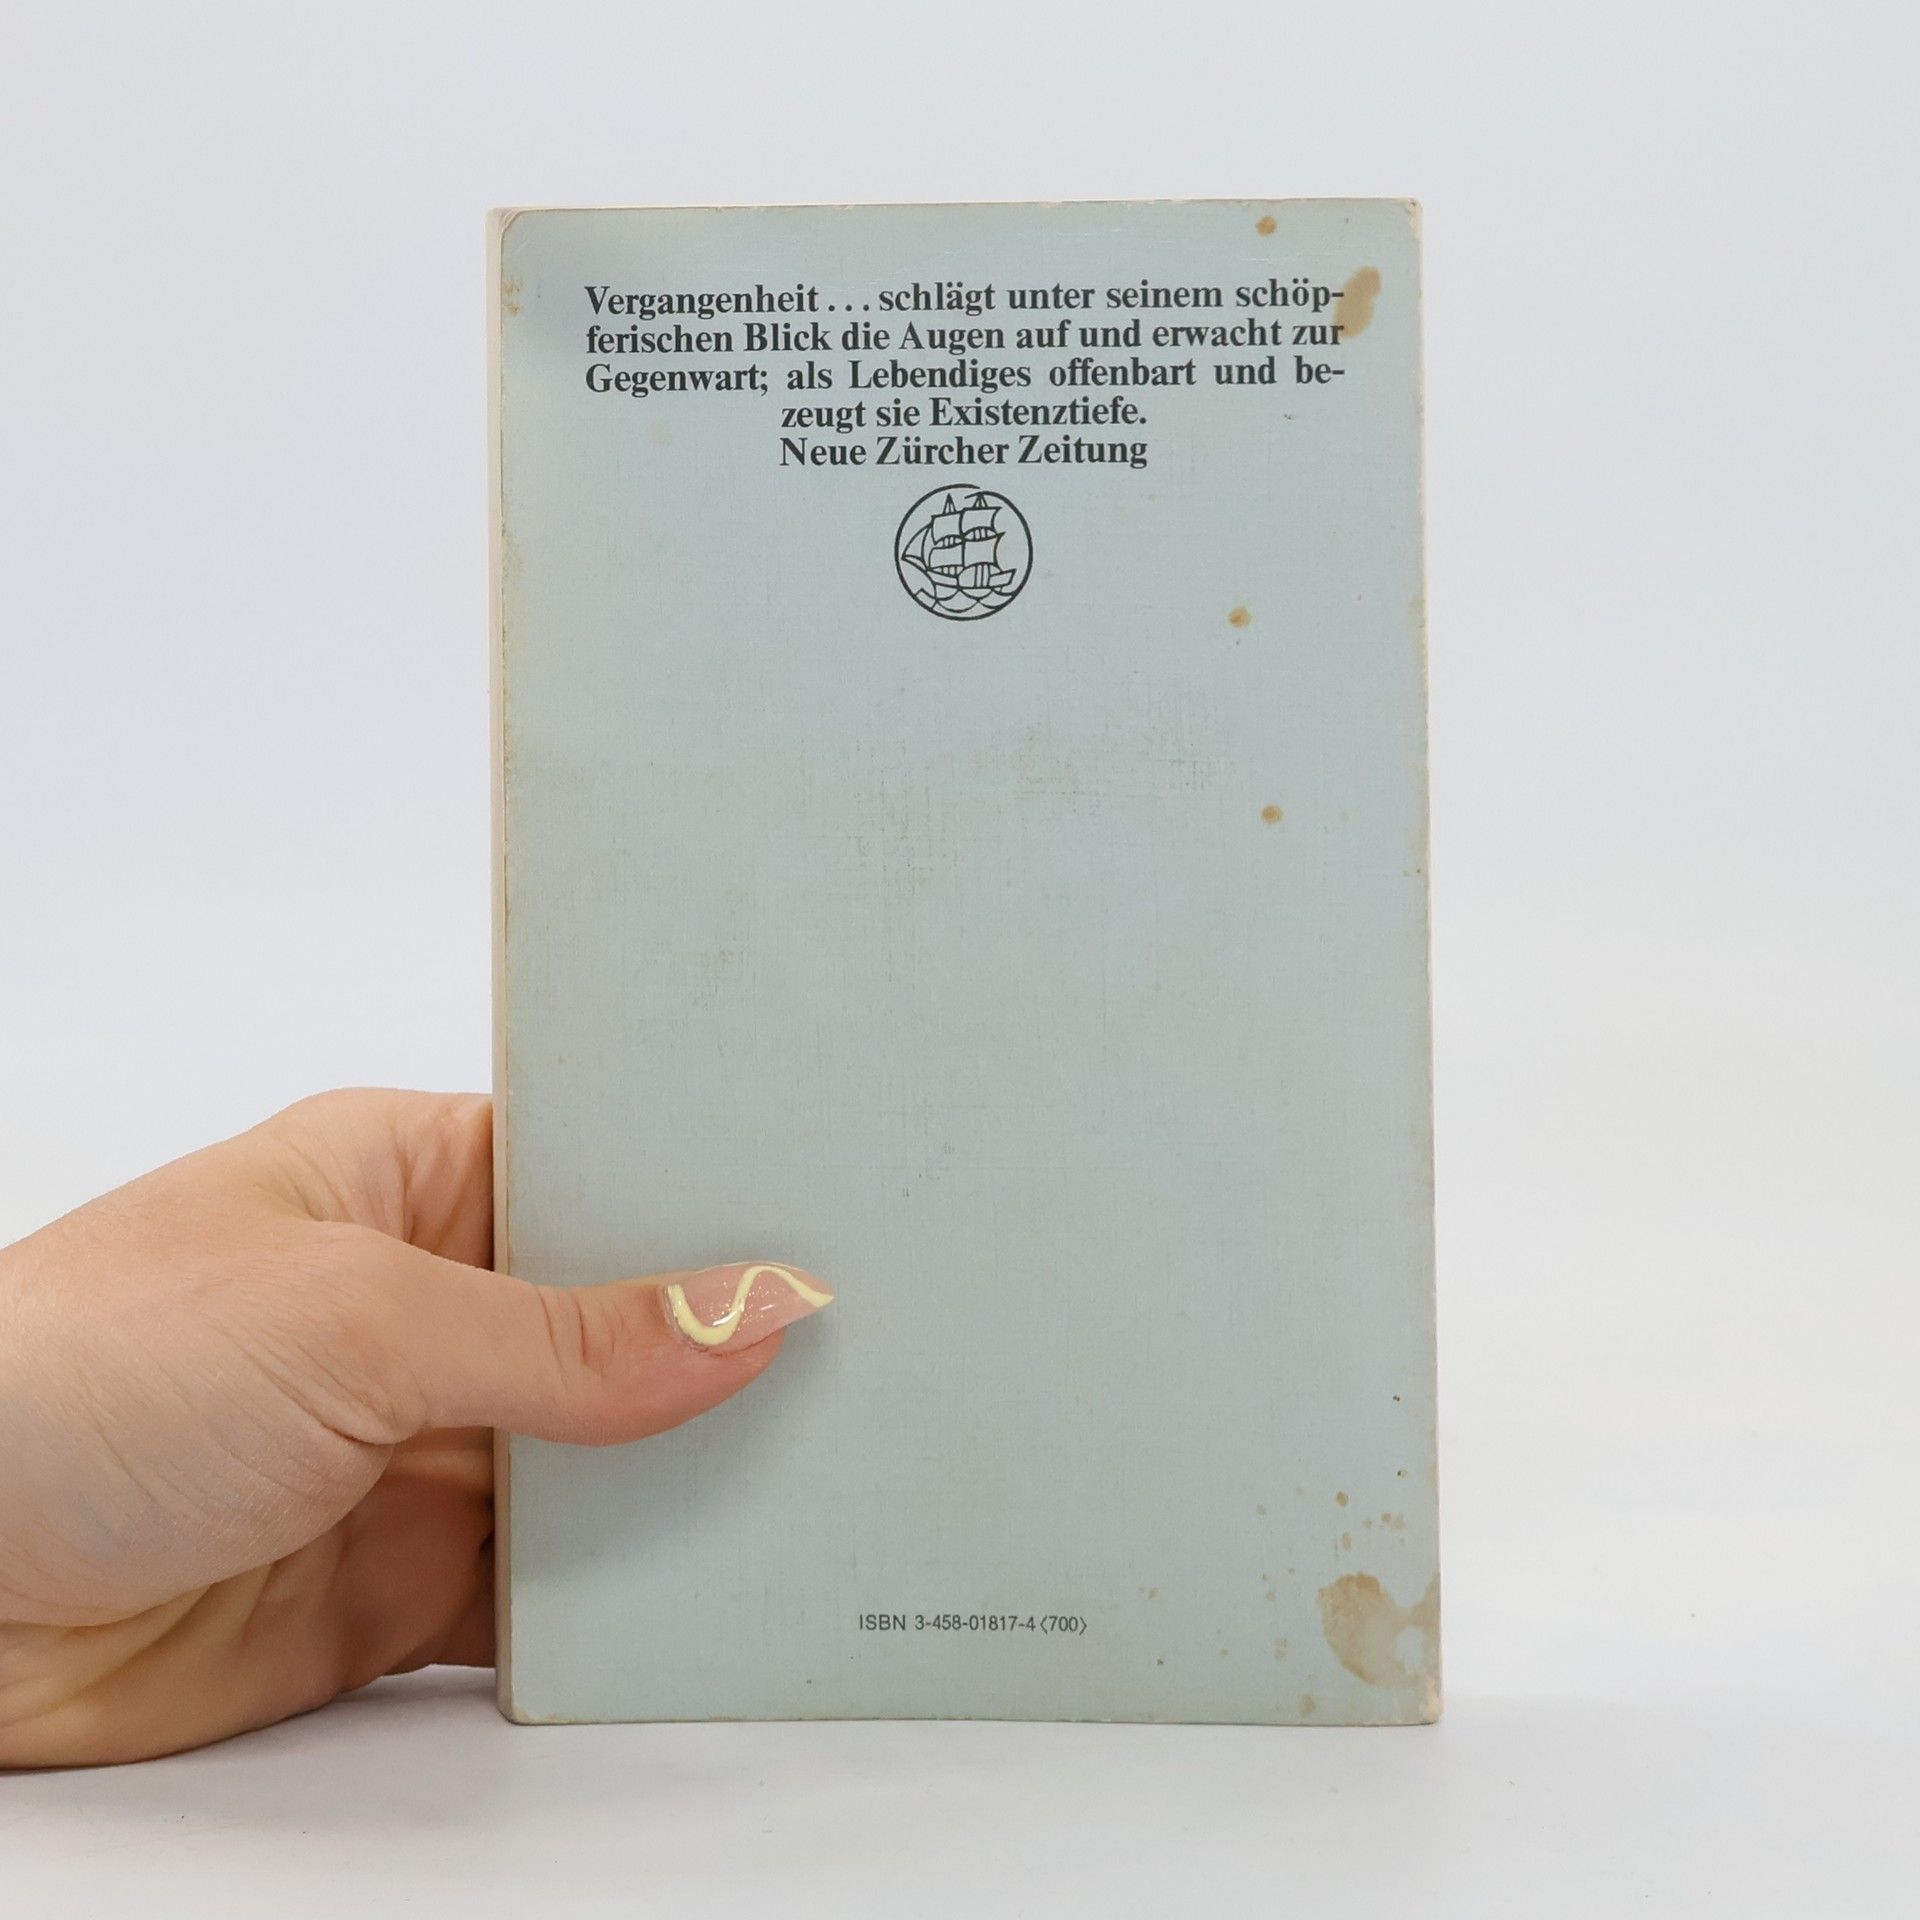 Vergangenheit . . . schlägt unter seinem schöp-
ferischen Blick die Augen auf und erwacht zur
Gegenwart; als Lebendiges offenbart und be-
zeugt sie Existenztiefe.
Neue Zürcher Zeitung
ISBN 3-458-01817-4 〈700〉